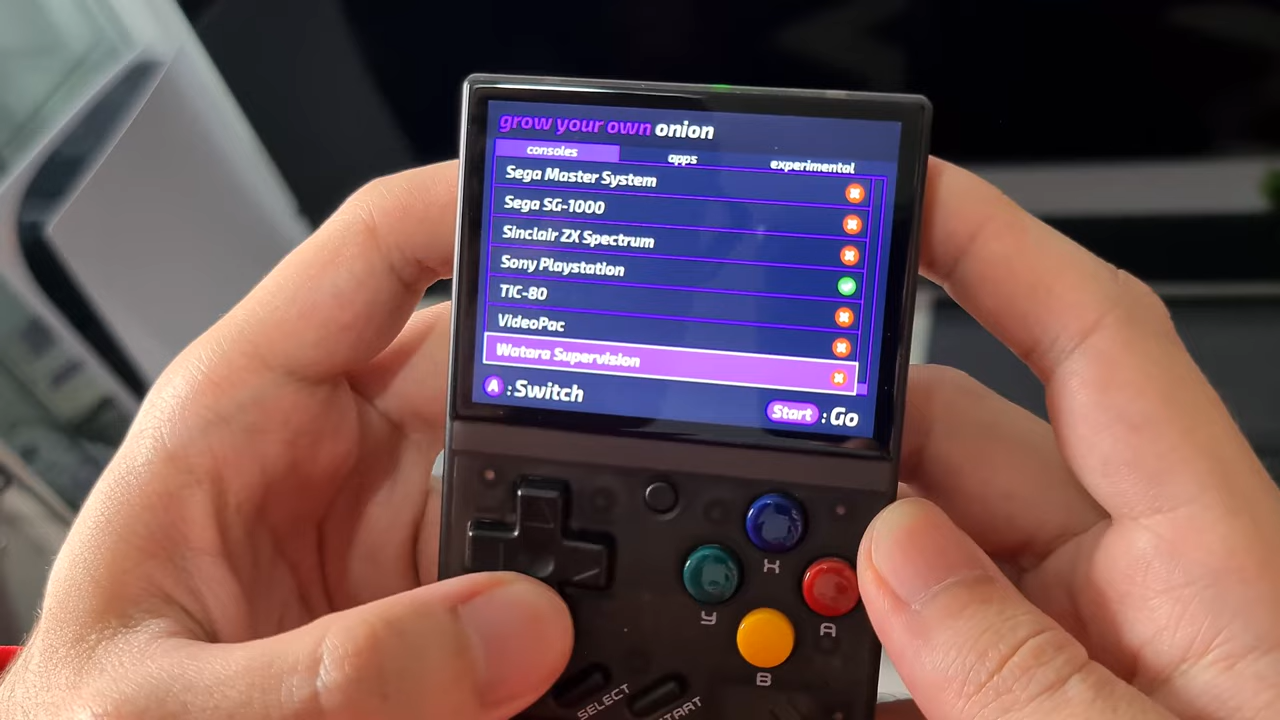 grow your own onion
consoles apps experimental
Sega Master System
Sega SG-1000
Sinclair ZX Spectrum
Sony Playstation
TIC-80
VideoPac
Watara Supervision
A : Switch
Start : Go
X
Y
A
B
SELECT
START